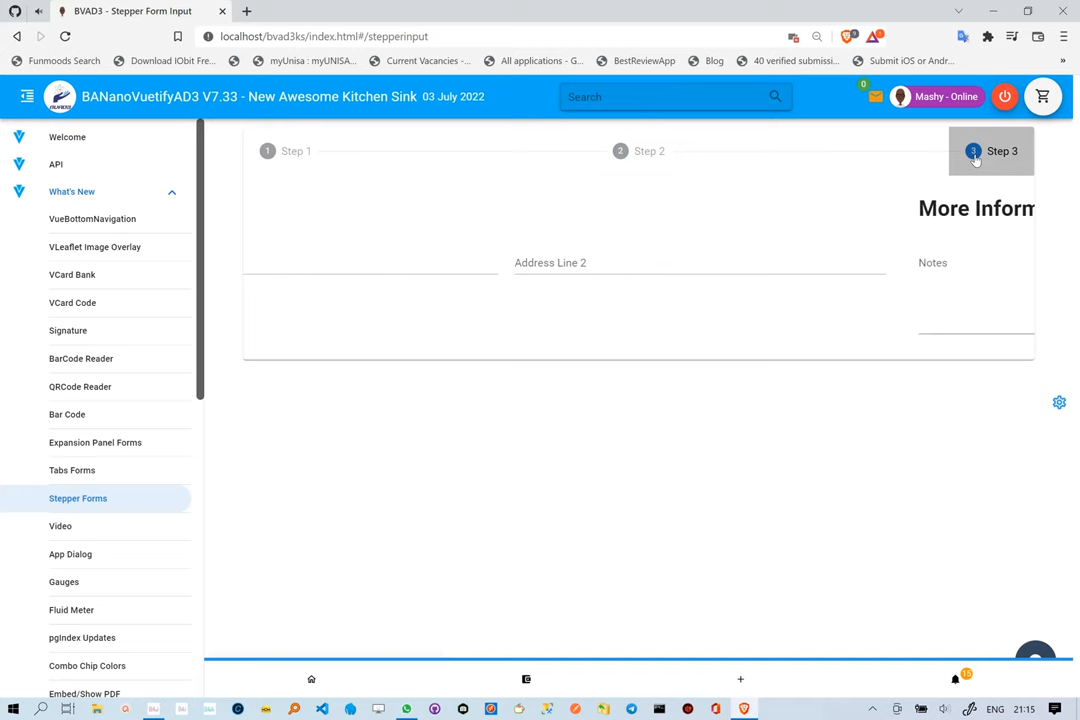 BVAD3 - Stepper Form Input
localhost/bvad3ks/index.html#/stepperinput
Funmoods Search
Download IObit Fre...
myUnisa : myUNISA...
Current Vacancies -...
All applications - G...
BestReviewApp
Blog
40 verified submissi...
Submit iOS or Andr...
»
BANanoVuetifyAD3 V7.33 - New Awesome Kitchen Sink 03 July 2022
Search
0
Mashy - Online
Welcome
API
What's New
VueBottomNavigation
VLeaflet Image Overlay
VCard Bank
VCard Code
Signature
BarCode Reader
QRCode Reader
Bar Code
Expansion Panel Forms
Tabs Forms
Stepper Forms
Video
App Dialog
Gauges
Fluid Meter
pgIndex Updates
Combo Chip Colors
Embed/Show PDF
1 Step 1
2 Step 2
3 Step 3
More Inform
Address Line 2
Notes
15
ENG
21:15